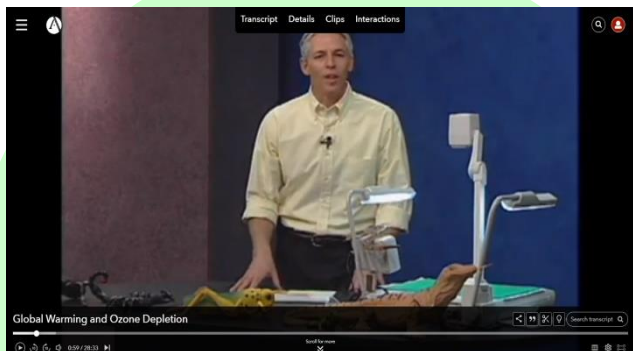 Transcript Details Clips Interactions
Global Warming and Ozone Depletion
Search transcript
0:59 / 28:33
Scroll for more